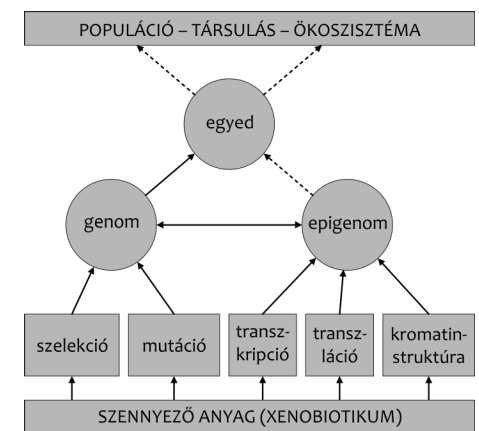 POPULÁCIÓ – TÁRSULÁS – ÖKOSZISZTÉMA
egyed
genom
epigenom
szelekció
mutáció
transz-
kripció
transz-
láció
kromatin-
struktúra
SZENNYEZŐ ANYAG (XENOBIOTIKUM)